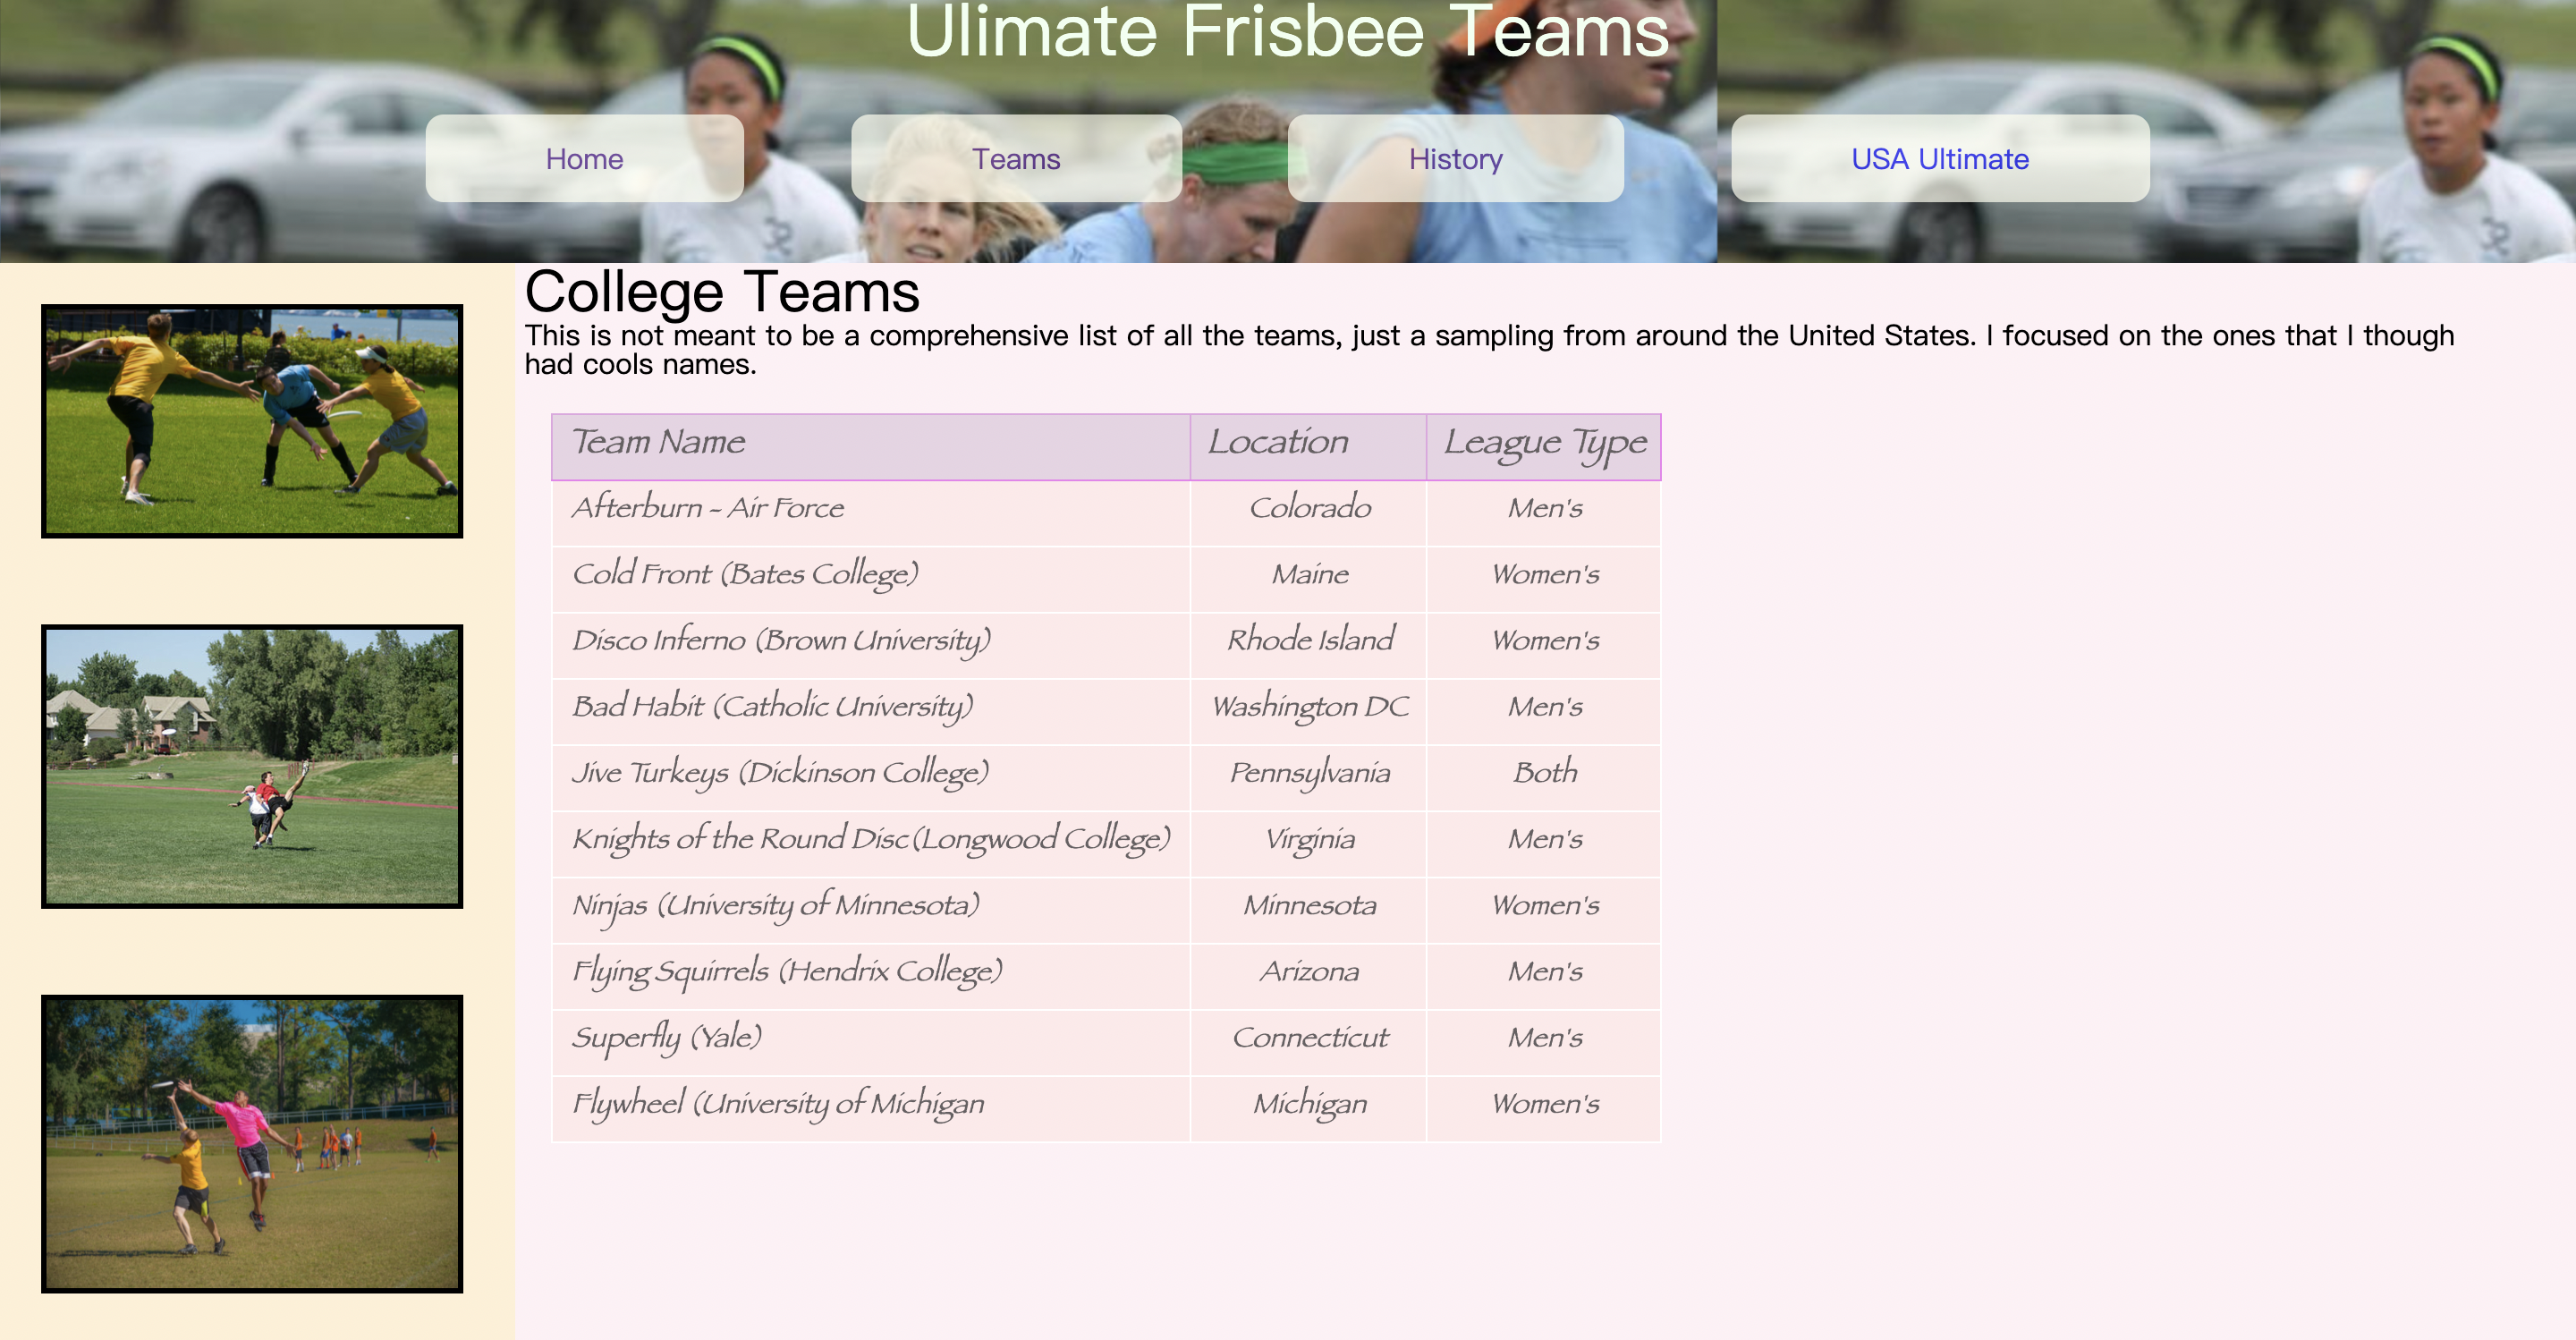 Ulimate Frisbee Teams
Home Teams History USA Ultimate
College Teams
This is not meant to be a comprehensive list of all the teams, just a sampling from around the United States. I focused on the ones that I though
had cools names.
Team Name Location League Type
Afterburn - Air Force Colorado Men's
Cold Front (Bates College) Maine Women's
Disco Inferno (Brown University) Rhode Island Women's
Bad Habit (Catholic University) Washington DC Men's
Jive Turkeys (Dickinson College) Pennsylvania Both
Knights of the Round Disc(Longwood College) Virginia Men's
Ninjas (University of Minnesota) Minnesota Women's
Flying Squirrels (Hendrix College) Arizona Men's
Superfly (Yale) Connecticut Men's
Flywheel (University of Michigan Michigan Women's